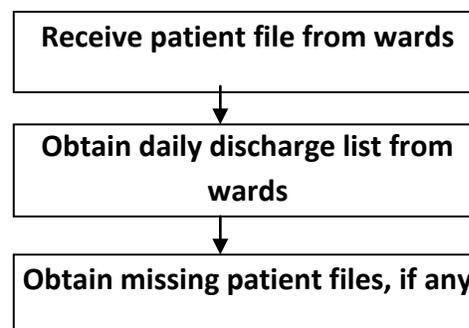 Receive patient file from wards
Obtain daily discharge list from
wards
Obtain missing patient files, if any